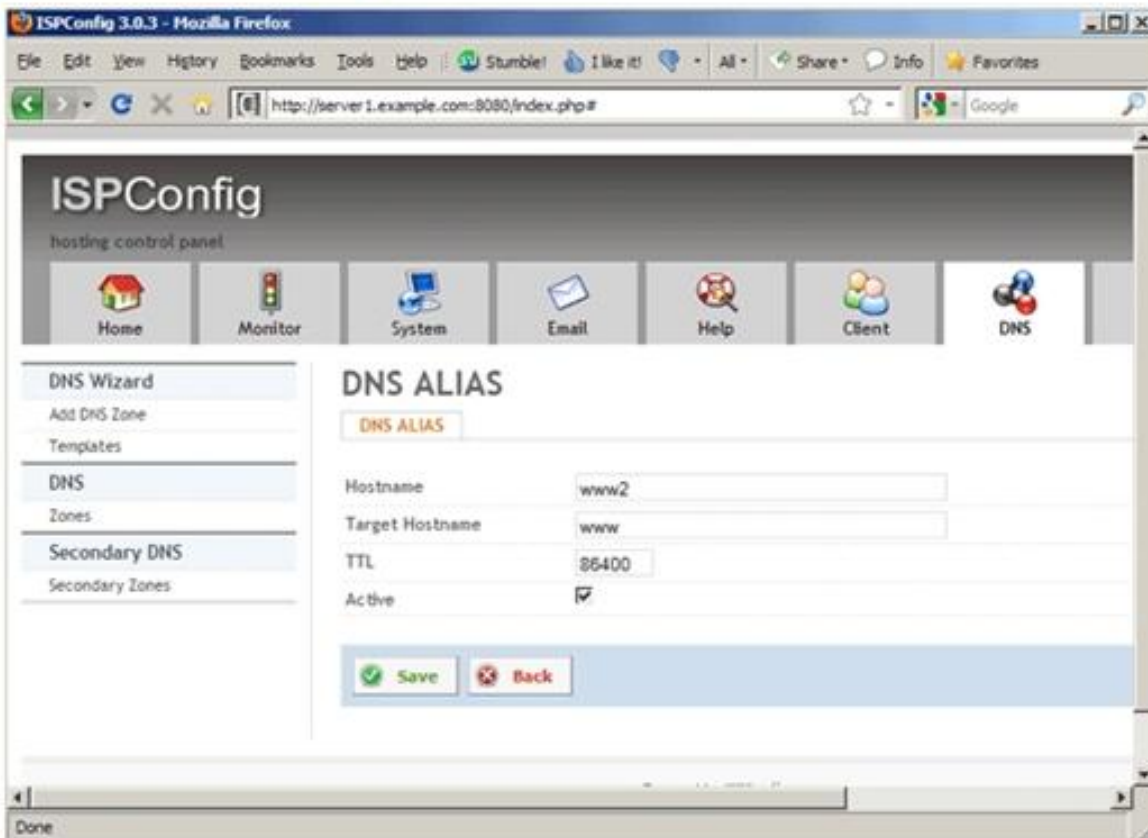 ISPConfig 3.0.3 - Mozilla Firefox
File Edit View History Bookmarks Tools Help StumbleI I like it! All Share Info Favorites
http://server1.example.com:8080/index.php# Google
ISPConfig
hosting control panel
Home Monitor System Email Help Client DNS
DNS Wizard
Add DNS Zone
Templates
DNS
Zones
Secondary DNS
Secondary Zones
DNS ALIAS
DNS ALIAS
Hostname www2
Target Hostname www
TTL 86400
Active
Save Back
Done